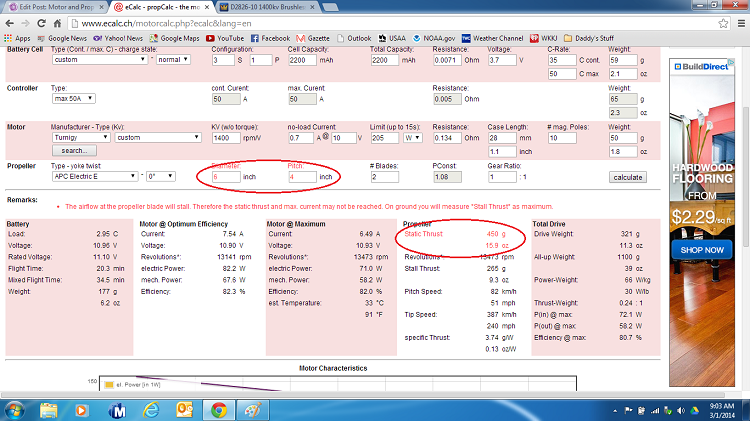 Edit Post ‹ Motor and Prop
eCalc - propCalc - the mo
D2826-10 1400kv Brushless
www.ecalc.ch/motorcalc.php?ecalc&lang=en
Apps Google News Yahoo! News Google Maps YouTube Facebook Gazette Outlook USAA NOAA.gov Weather Channel WKKJ Daddy's Stuff
Battery Cell Type (Cont. / max. C) - charge state: Configuration: Cell Capacity: Total Capacity: Resistance: Voltage: C-Rate: Weight:
custom - normal 3 S 1 P 2200 mAh 2200 mAh 0.0071 Ohm 3.7 V 35 C cont. 59 g
50 C max 2.1 oz
Controller Type: cont. Current: max. Current: Resistance: Weight:
max 50A 50 A 50 A 0.005 Ohm 65 g
2.3 oz
Motor Manufacturer - Type (Kv): KV (w/o torque): no-load Current: Limit (up to 15s): Resistance: Case Length: # mag. Poles: Weight:
Turnigy custom 1400 rpm/V 0.7 A @ 10 V 205 W 0.134 Ohm 28 mm 10 50 g
search... 1.1 inch 1.8 oz
Propeller Type - yoke twist: Diameter: Pitch: # Blades: PConst: Gear Ratio:
APC Electric E - 0° 6 inch 4 inch 2 1.08 1 : 1 calculate
Remarks:
• The airflow at the propeller blade will stall. Therefore the static thrust and max. current may not be reached. On ground you will measure "Stall Thrust" as maximum.
Battery Motor @ Optimum Efficiency Motor @ Maximum Propeller Total Drive
Load: 2.95 C Current: 7.54 A Current: 6.49 A Static Thrust: 450 g Drive Weight: 321 g
Voltage: 10.96 V Voltage: 10.90 V Voltage: 10.93 V 15.9 oz 11.3 oz
Rated Voltage: 11.10 V Revolutions*: 13141 rpm Revolutions*: 13473 rpm Revolutions*: 13473 rpm All-up Weight: 1100 g
Flight Time: 20.3 min electric Power: 82.2 W electric Power: 71.0 W Stall Thrust: 265 g 39 oz
Mixed Flight Time: 34.5 min mech. Power: 67.6 W mech. Power: 58.2 W 9.3 oz Power-Weight: 66 W/kg
Weight: 177 g Efficiency: 82.3 % Efficiency: 82.0 % Pitch Speed: 82 km/h 30 W/lb
6.2 oz est. Temperature: 33 °C 51 mph Thrust-Weight: 0.24 : 1
91 °F Tip Speed: 387 km/h P(in) @ max: 72.1 W
240 mph P(out) @ max: 58.2 W
specific Thrust: 3.74 g/W Efficiency @ max: 80.7 %
0.13 oz/W
Motor Characteristics
150 el. Power [in 1W]
BuildDirect
HARDWOOD
FLOORING
FROM
$2.29/sq ft
SHOP NOW
9:03 AM
3/1/2014